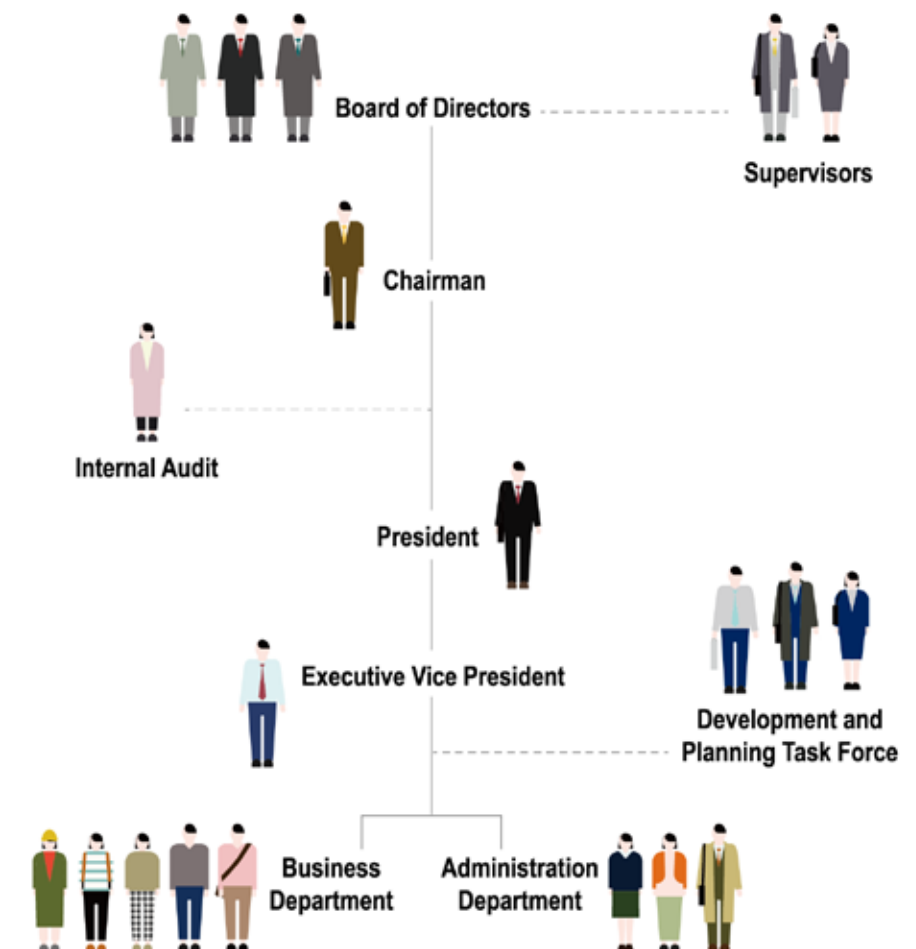 Board of Directors
Supervisors
Chairman
Internal Audit
President
Executive Vice President
Development and
Planning Task Force
Business
Department
Administration
Department